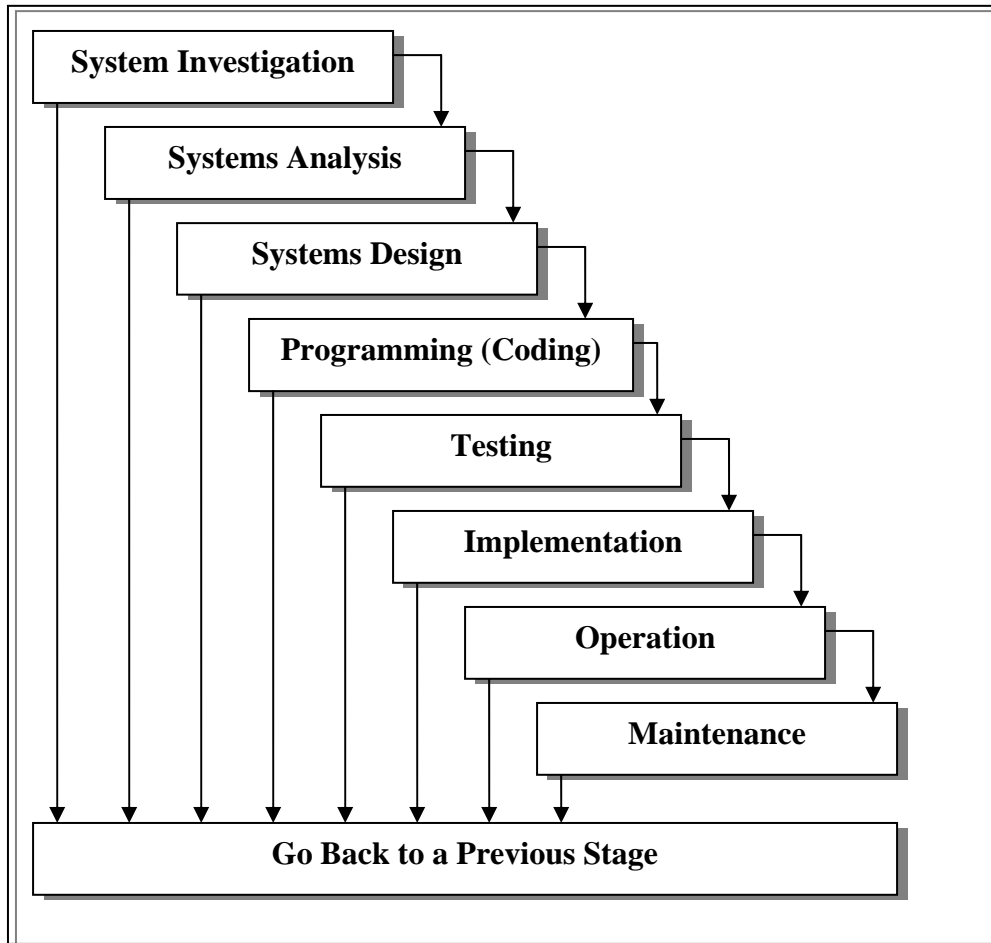 System Investigation
Systems Analysis
Systems Design
Programming (Coding)
Testing
Implementation
Operation
Maintenance
Go Back to a Previous Stage